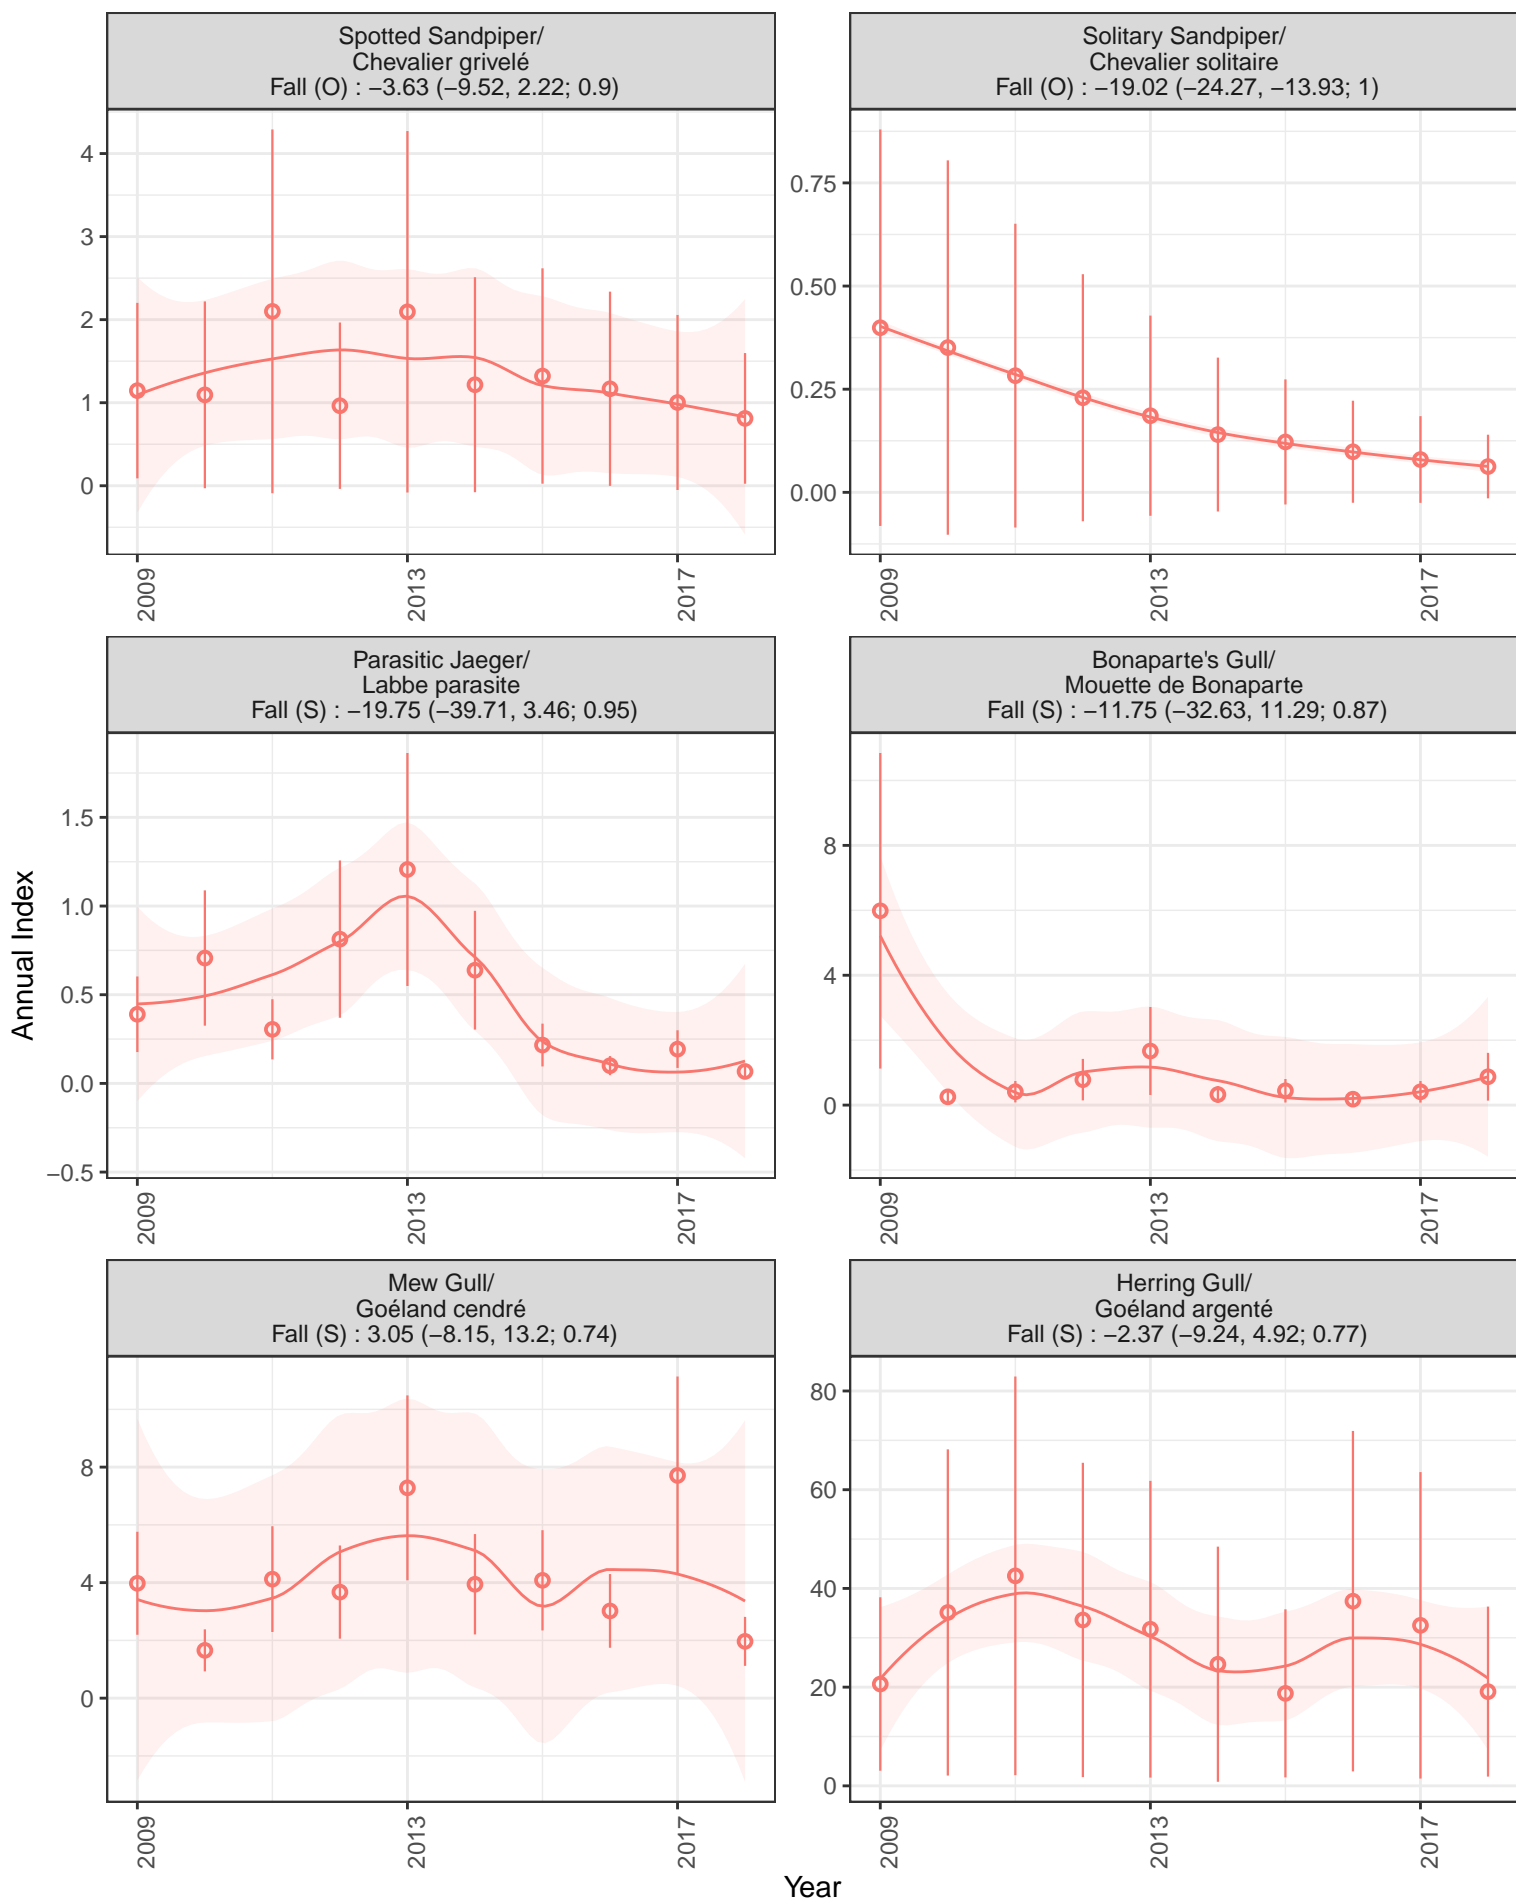 Spotted Sandpiper/
Chevalier grivelé
Fall (O) : −3.63 (−9.52, 2.22; 0.9)
Solitary Sandpiper/
Chevalier solitaire
Fall (O) : −19.02 (−24.27, −13.93; 1)
4
3
2
1
0
0.75
0.50
0.25
0.00
2009
2013
2017
2009
2013
2017
Parasitic Jaeger/
Labbe parasite
Fall (S) : −19.75 (−39.71, 3.46; 0.95)
Bonaparte's Gull/
Mouette de Bonaparte
Fall (S) : −11.75 (−32.63, 11.29; 0.87)
Annual Index
1.5
1.0
0.5
0.0
−0.5
8
4
0
2009
2013
2017
2009
2013
2017
Mew Gull/
Goéland cendré
Fall (S) : 3.05 (−8.15, 13.2; 0.74)
Herring Gull/
Goéland argenté
Fall (S) : −2.37 (−9.24, 4.92; 0.77)
8
4
0
80
60
40
20
0
2009
2013
2017
2009
2013
2017
Year